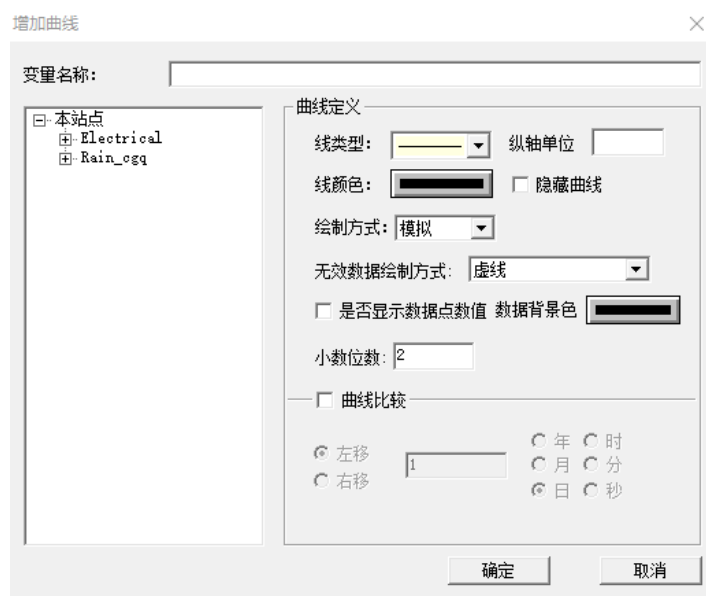 增加曲线
变量名称:
本站点
Electrical
Rain_cgq
曲线定义
线类型: 纵轴单位
线颜色: 隐藏曲线
绘制方式: 模拟
无效数据绘制方式: 虚线
是否显示数据点数值 数据背景色
小数位数: 2
曲线比较
左移 1 年 时
右移 月 分
日 秒
确定 取消